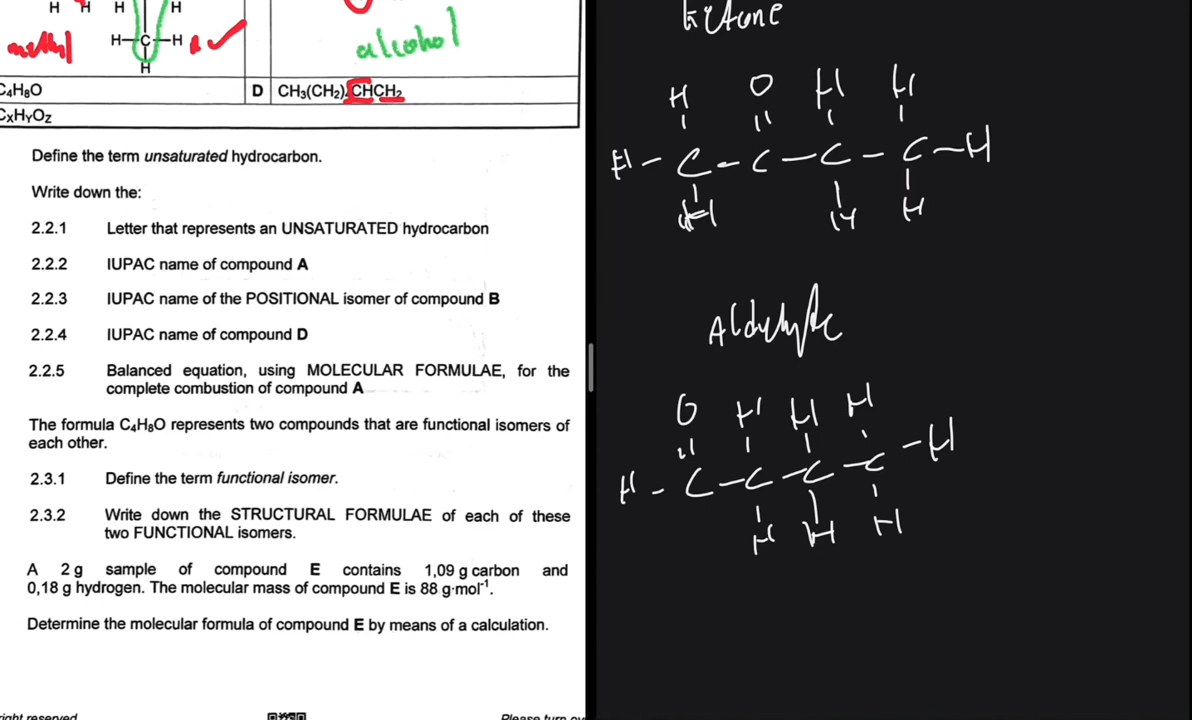 H H H H
methyl H-C-H
H
alcohol
C₄H₈O D CH₃(CH₂)₂CHCH₂
CxHYOz
Define the term unsaturated hydrocarbon.
Write down the:
2.2.1 Letter that represents an UNSATURATED hydrocarbon
2.2.2 IUPAC name of compound A
2.2.3 IUPAC name of the POSITIONAL isomer of compound B
2.2.4 IUPAC name of compound D
2.2.5 Balanced equation, using MOLECULAR FORMULAE, for the
complete combustion of compound A
The formula C₄H₈O represents two compounds that are functional isomers of
each other.
2.3.1 Define the term functional isomer.
2.3.2 Write down the STRUCTURAL FORMULAE of each of these
two FUNCTIONAL isomers.
A 2 g sample of compound E contains 1,09 g carbon and
0,18 g hydrogen. The molecular mass of compound E is 88 g·mol⁻¹.
Determine the molecular formula of compound E by means of a calculation.
right reserved Please turn ov
ketone
H O H H
H - C - C - C - C - H
H H H
Aldehyde
O H H H
H - C - C - C - C - H
H H H